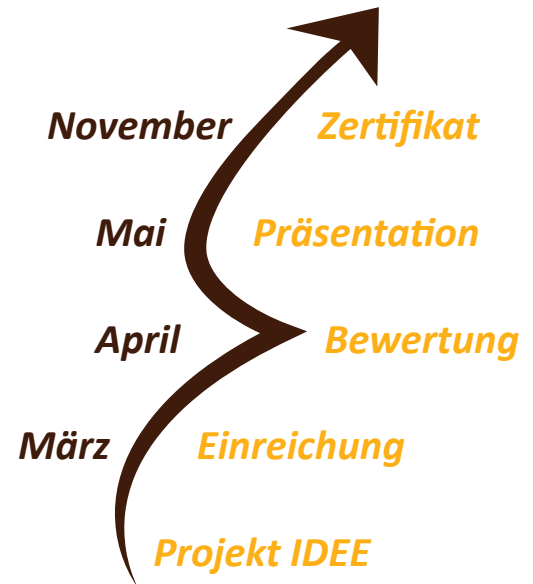 November Zertifikat
Mai Präsentation
April Bewertung
März Einreichung
Projekt IDEE